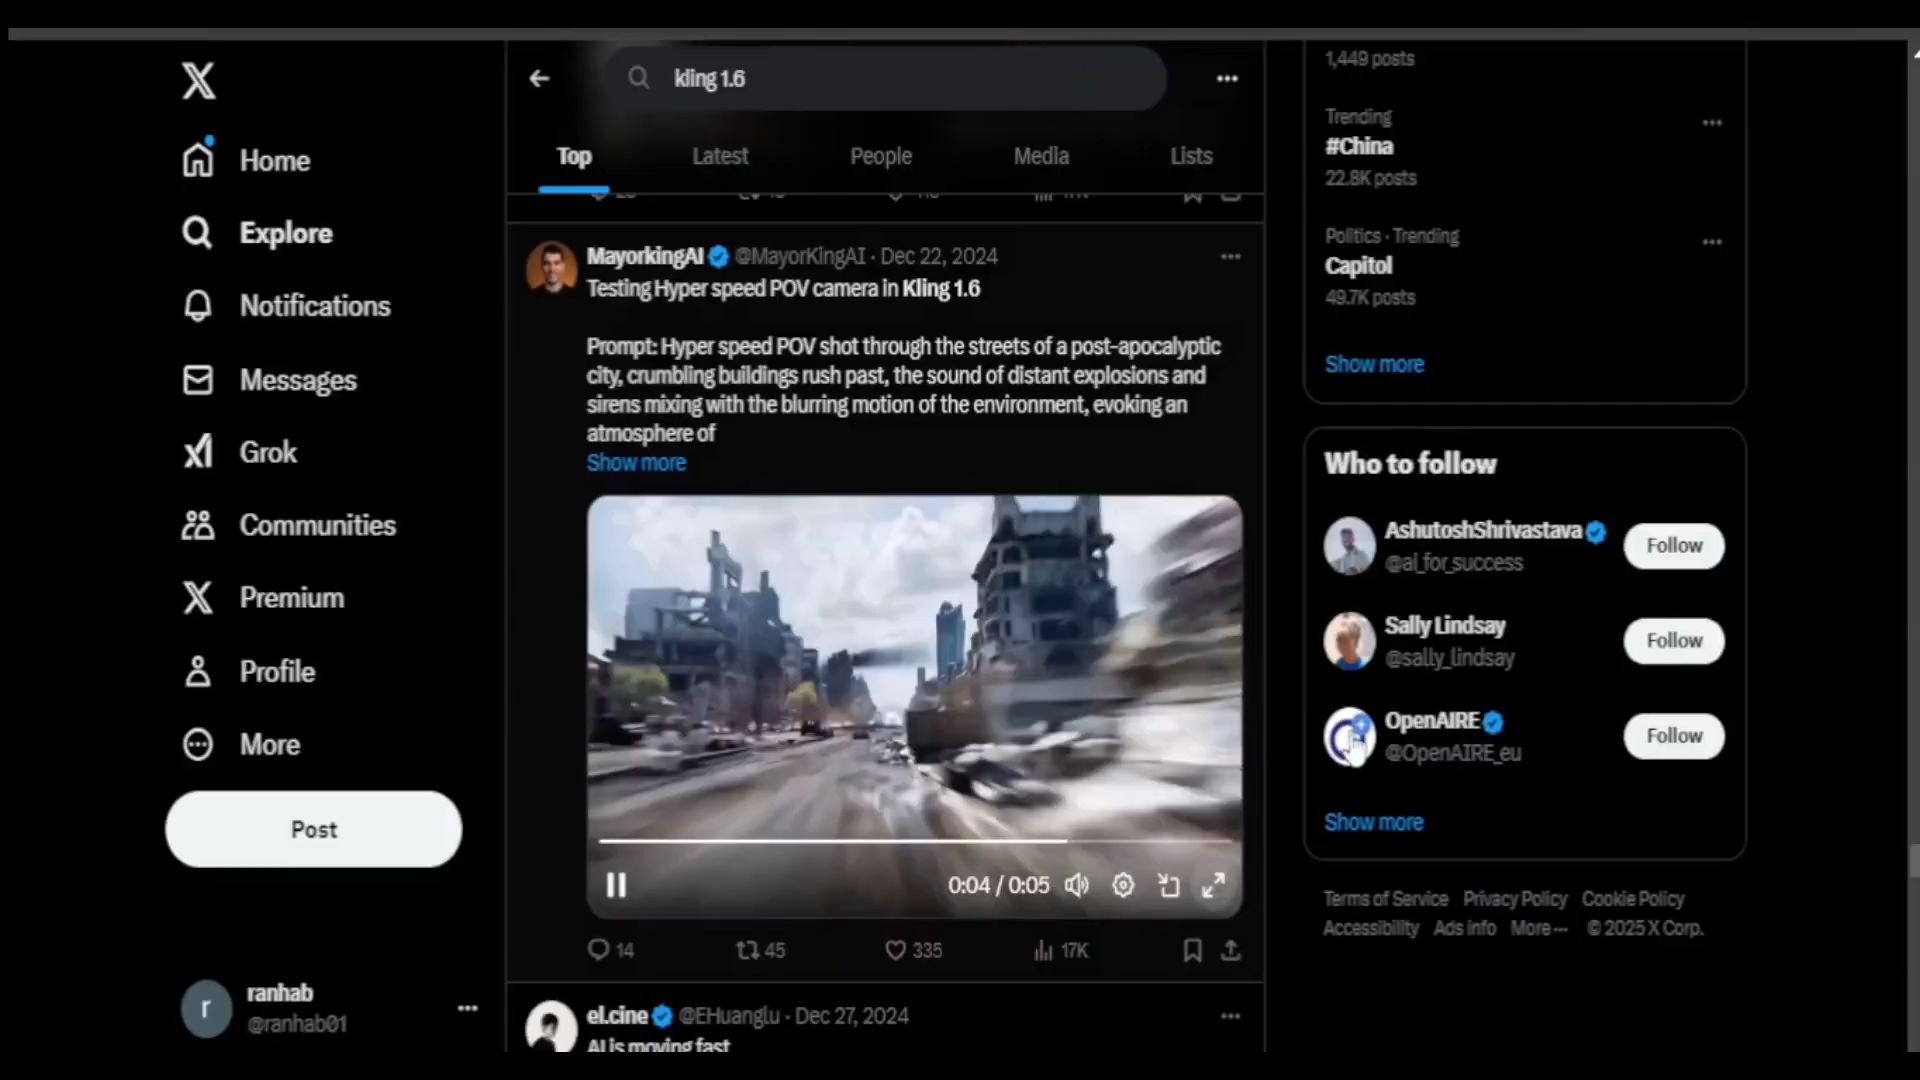 Home
Explore
Notifications
Messages
Grok
Communities
Premium
Profile
More
Post
r
ranhab
@ranhab01
kling 1.6
Top
Latest
People
Media
Lists
MayorkingAI @MayorKingAI · Dec 22, 2024
Testing Hyper speed POV camera in Kling 1.6
Prompt: Hyper speed POV shot through the streets of a post-apocalyptic
city, crumbling buildings rush past, the sound of distant explosions and
sirens mixing with the blurring motion of the environment, evoking an
atmosphere of
Show more
0:04 / 0:05
14
45
335
17K
el.cine @EHuanglu · Dec 27, 2024
AI is moving fast
1,449 posts
Trending
#China
22.8K posts
Politics · Trending
Capitol
49.7K posts
Show more
Who to follow
AshutoshShrivastava
@ai_for_success
Follow
Sally Lindsay
@sally_lindsay
Follow
OpenAIRE
@OpenAIRE_eu
Follow
Show more
Terms of Service Privacy Policy Cookie Policy
Accessibility Ads info More ··· © 2025 X Corp.